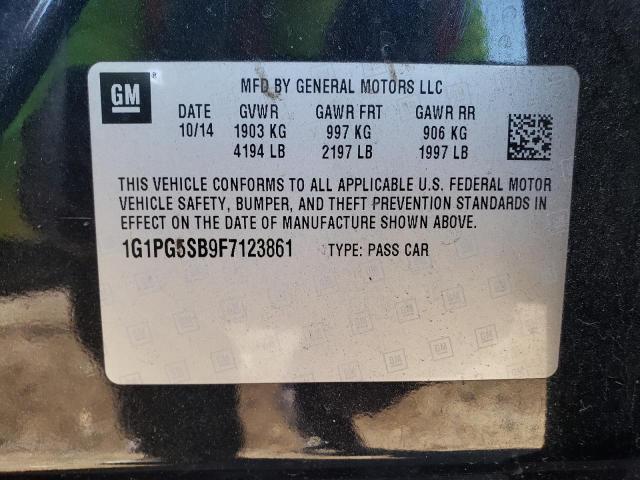 GM ®
MFD BY GENERAL MOTORS LLC
DATE GVWR GAWR FRT GAWR RR
10/14 1903 KG 997 KG 906 KG
4194 LB 2197 LB 1997 LB
THIS VEHICLE CONFORMS TO ALL APPLICABLE U.S. FEDERAL MOTOR
VEHICLE SAFETY, BUMPER, AND THEFT PREVENTION STANDARDS IN
EFFECT ON THE DATE OF MANUFACTURE SHOWN ABOVE.
1G1PG5SB9F7123861 TYPE: PASS CAR